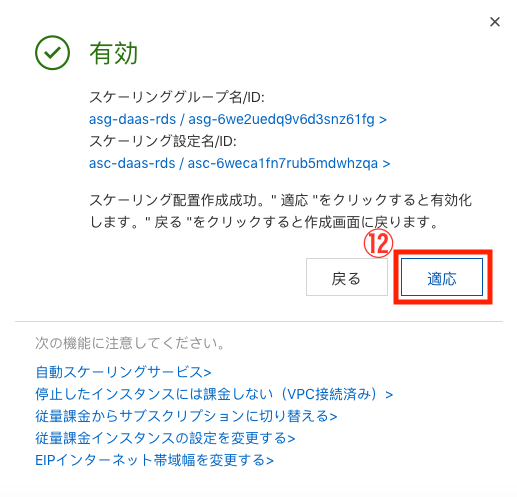 ×
有効
スケーリンググループ名/ID:
asg-daas-rds / asg-6we2uedq9v6d3snz61fg >
スケーリング設定名/ID:
asc-daas-rds / asc-6weca1fn7rub5mdwhzqa >
スケーリング配置作成成功。" 適応 "をクリックすると有効化
します。" 戻る "をクリックすると作成画面に戻ります。
⑫
戻る
適応
次の機能に注意してください。
自動スケーリングサービス>
停止したインスタンスには課金しない（VPC接続済み）>
従量課金からサブスクリプションに切り替える>
従量課金インスタンスの設定を変更する>
EIPインターネット帯域幅を変更する>